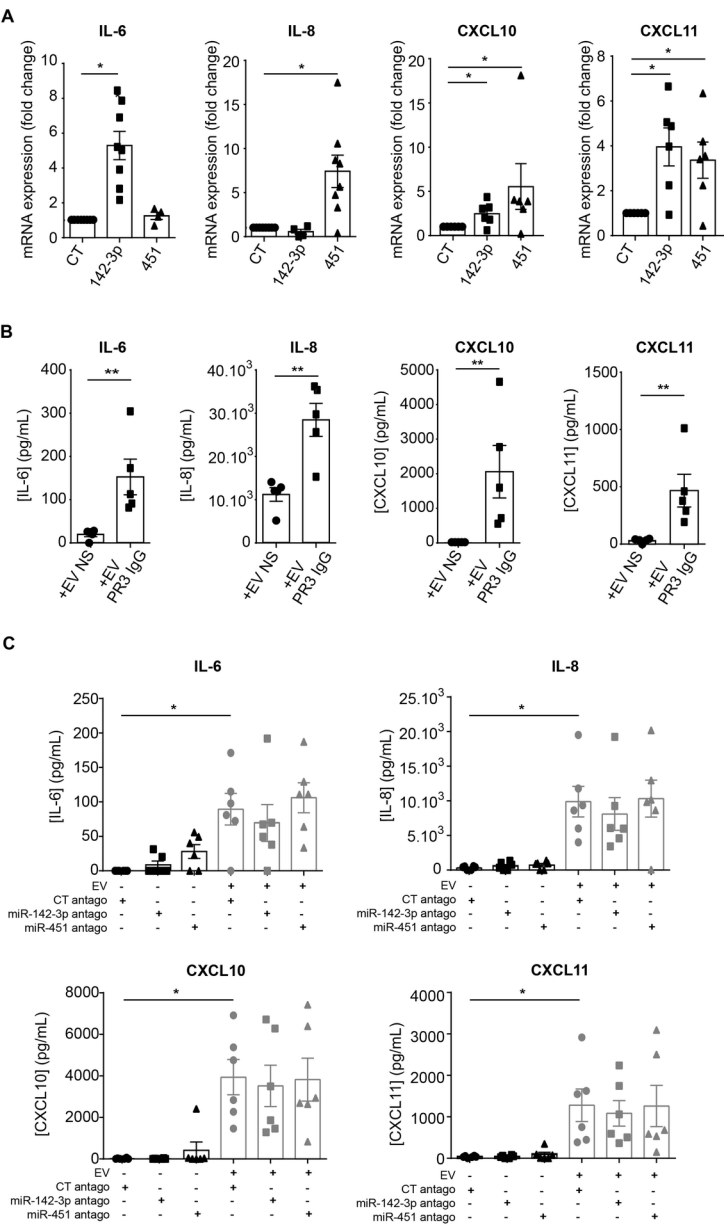 A
IL-6
IL-8
CXCL10
CXCL11
mRNA expression (fold change)
10
8
6
4
2
0
*
CT
142-3p
451
mRNA expression (fold change)
20
15
10
5
0
*
CT
142-3p
451
mRNA expression (fold change)
20
15
10
5
0
*
*
CT
142-3p
451
mRNA expression (fold change)
8
6
4
2
0
*
*
CT
142-3p
451
B
IL-6
IL-8
CXCL10
CXCL11
[IL-6] (pg/mL)
400
300
200
100
0
**
+EV NS
+EV
PR3 IgG
[IL-8] (pg/mL)
40.10³
30.10³
20.10³
10.10³
0
**
+EV NS
+EV
PR3 IgG
[CXCL10] (pg/mL)
5000
4000
3000
2000
1000
0
**
+EV NS
+EV
PR3 IgG
[CXCL11] (pg/mL)
1500
1000
500
0
**
+EV NS
+EV
PR3 IgG
C
IL-6
[IL-6] (pg/mL)
250
200
150
100
50
0
*
EV - - - + + +
CT antago + - - + - -
miR-142-3p antago - + - - + -
miR-451 antago - - + - - +
IL-8
[IL-8] (pg/mL)
25.10³
20.10³
15.10³
10.10³
5.10³
0
*
EV - - - + + +
CT antago + - - + - -
miR-142-3p antago - + - - + -
miR-451 antago - - + - - +
CXCL10
[CXCL10] (pg/mL)
8000
6000
4000
2000
0
*
EV - - - + + +
CT antago + - - + - -
miR-142-3p antago - + - - + -
miR-451 antago - - + - - +
CXCL11
[CXCL11] (pg/mL)
4000
3000
2000
1000
0
*
EV - - - + + +
CT antago + - - + - -
miR-142-3p antago - + - - + -
miR-451 antago - - + - - +